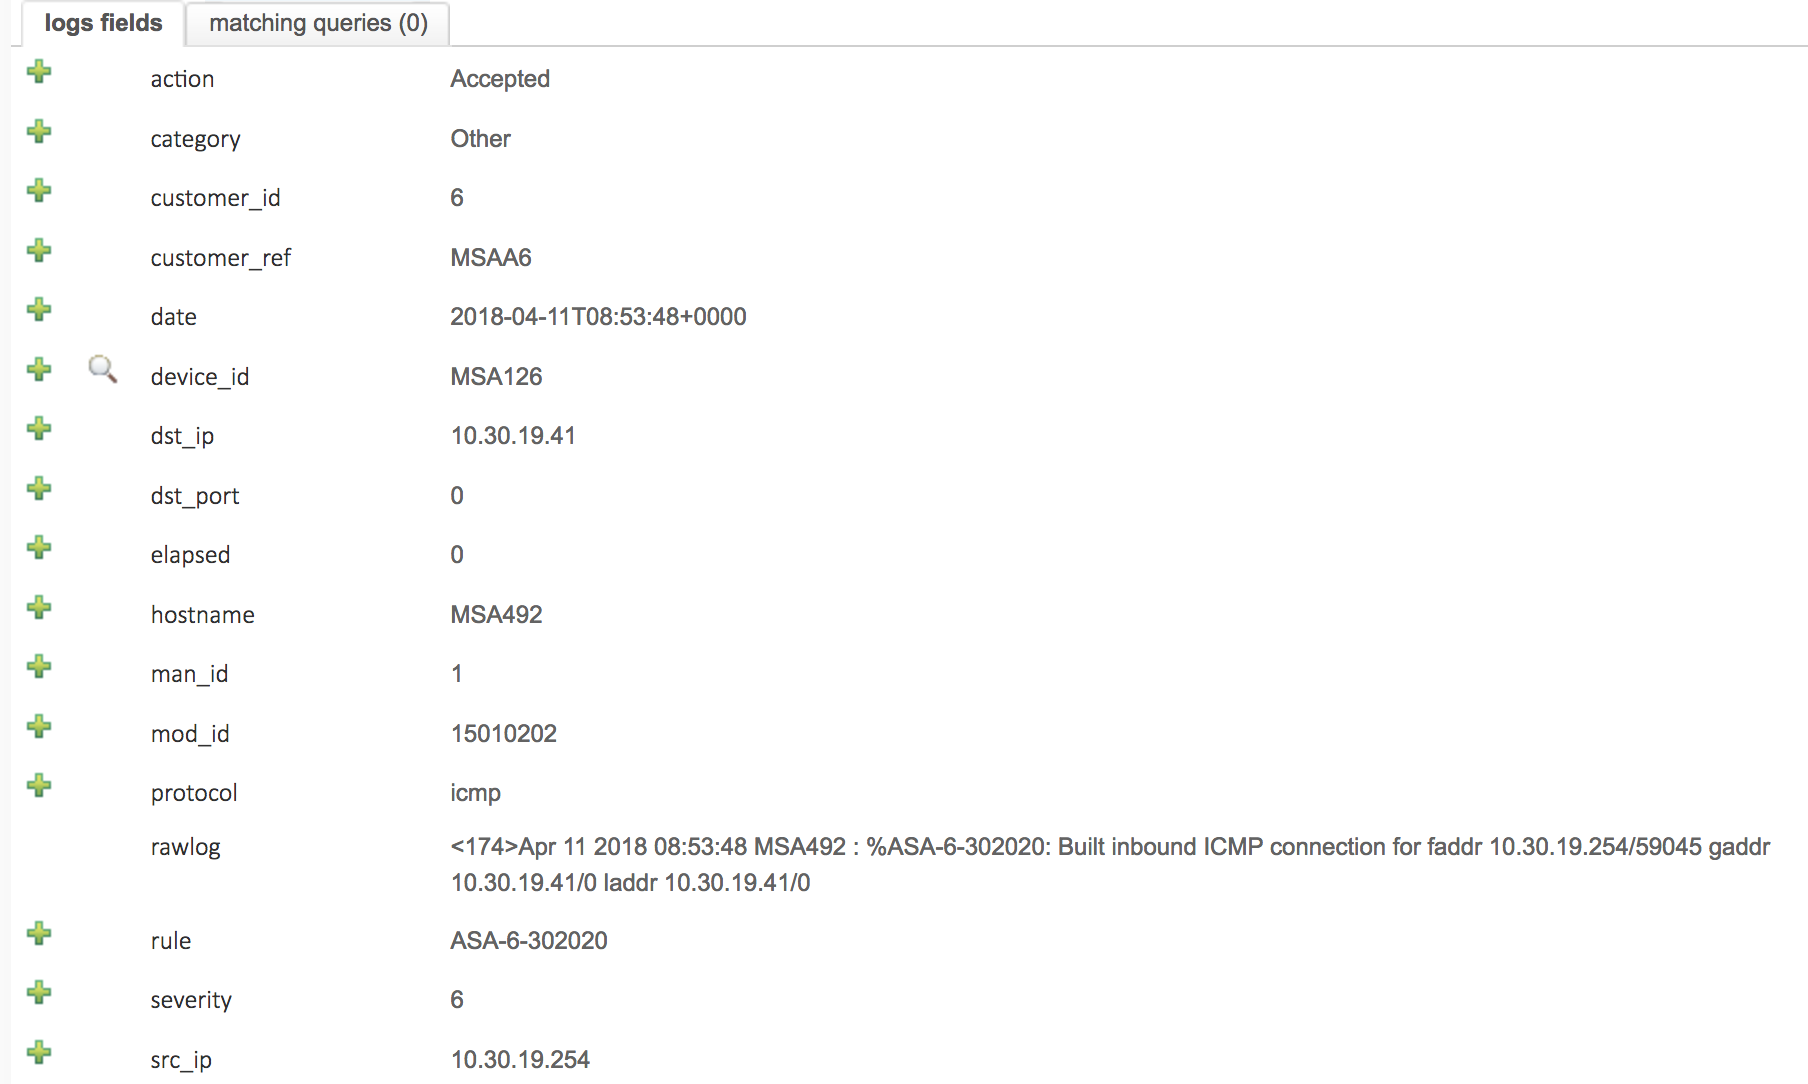 logs fields matching queries (0)
action Accepted
category Other
customer_id 6
customer_ref MSAA6
date 2018-04-11T08:53:48+0000
device_id MSA126
dst_ip 10.30.19.41
dst_port 0
elapsed 0
hostname MSA492
man_id 1
mod_id 15010202
protocol icmp
rawlog <174>Apr 11 2018 08:53:48 MSA492 : %ASA-6-302020: Built inbound ICMP connection for faddr 10.30.19.254/59045 gaddr
10.30.19.41/0 laddr 10.30.19.41/0
rule ASA-6-302020
severity 6
src_ip 10.30.19.254